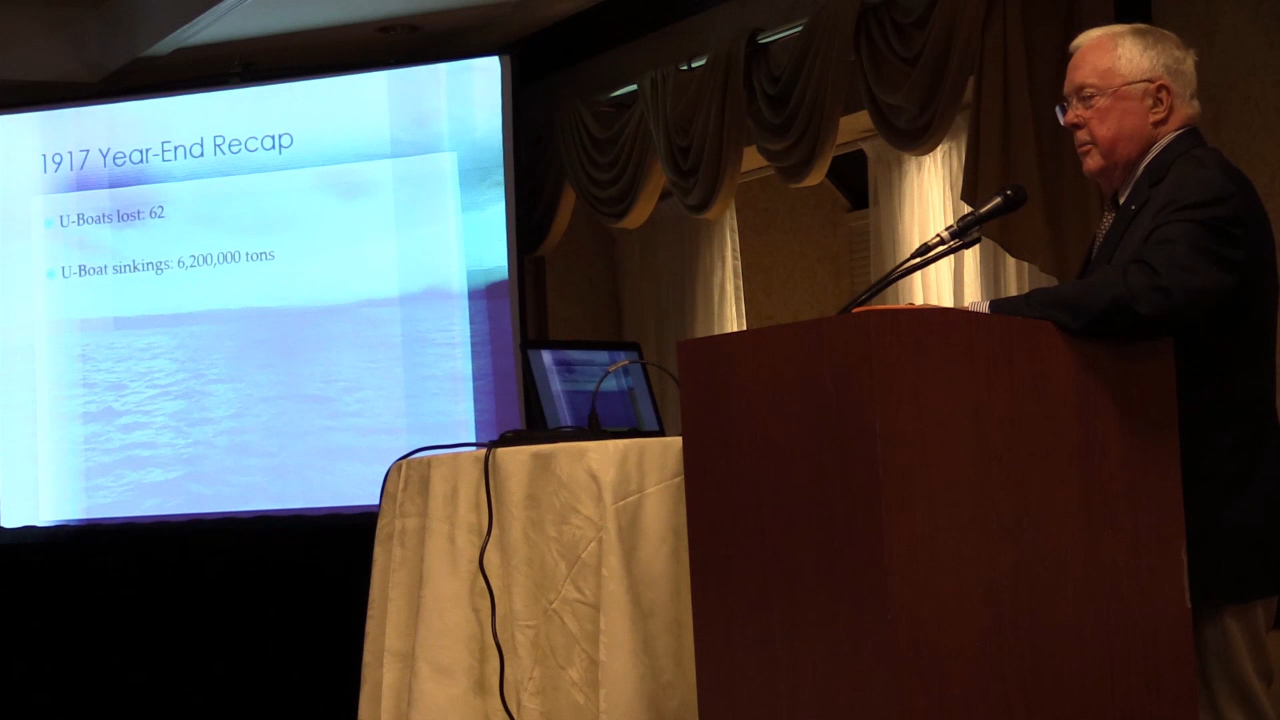 1917 Year-End Recap
U-Boats lost: 62
U-Boat sinkings: 6,200,000 tons